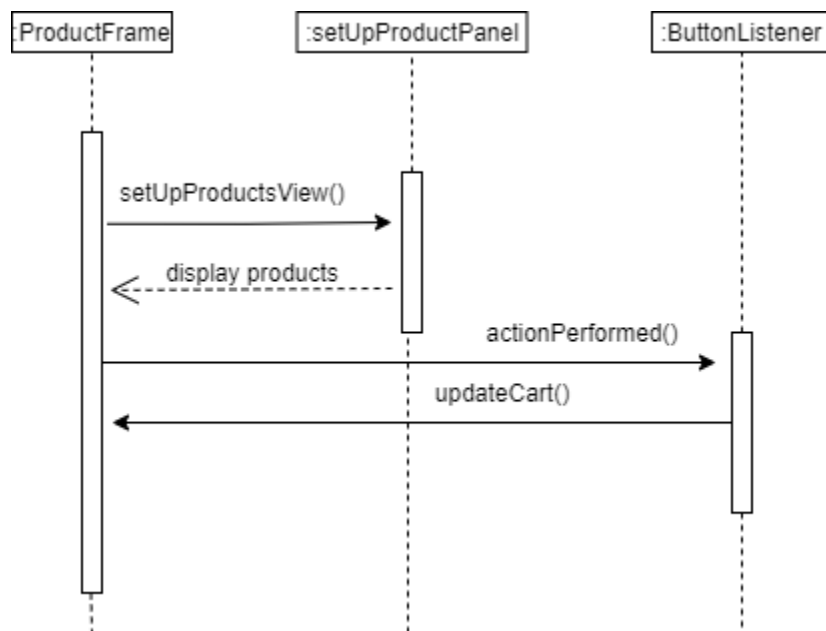 :ProductFrame
:setUpProductPanel
:ButtonListener
setUpProductsView()
display products
actionPerformed()
updateCart()